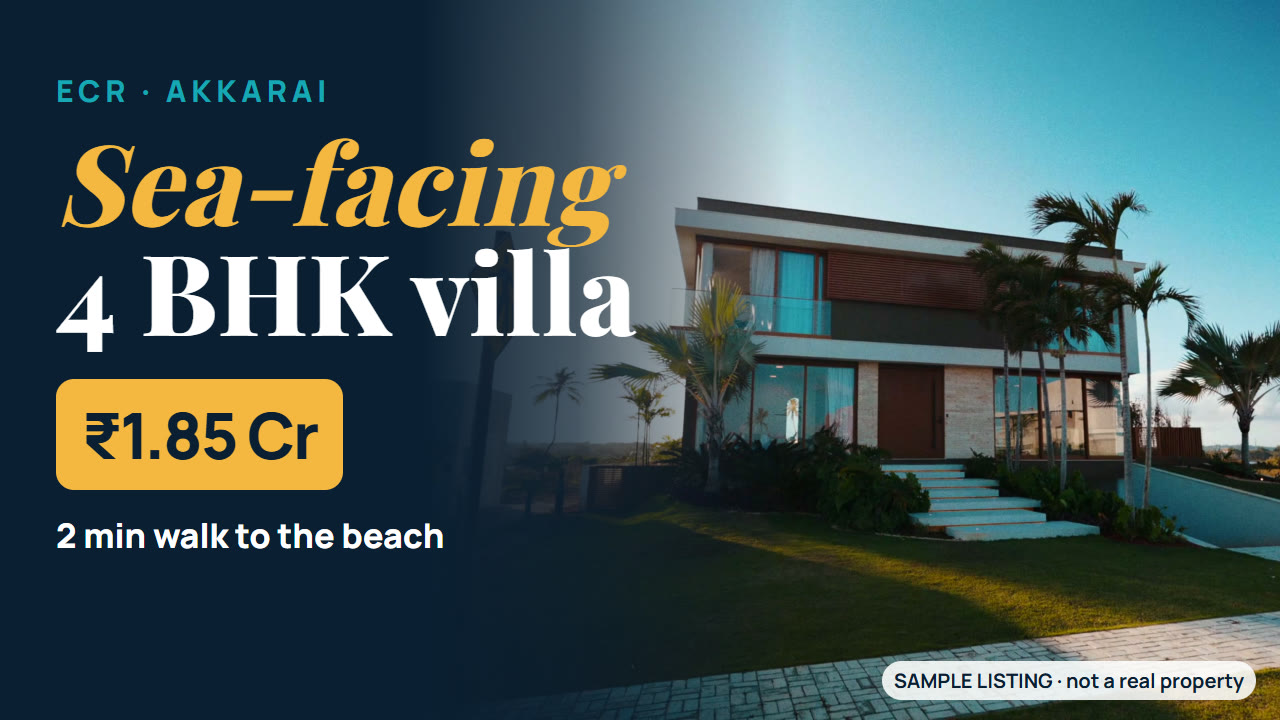 ECR · AKKARAI
Sea-facing
4 BHK villa
₹1.85 Cr
2 min walk to the beach
SAMPLE LISTING · not a real property